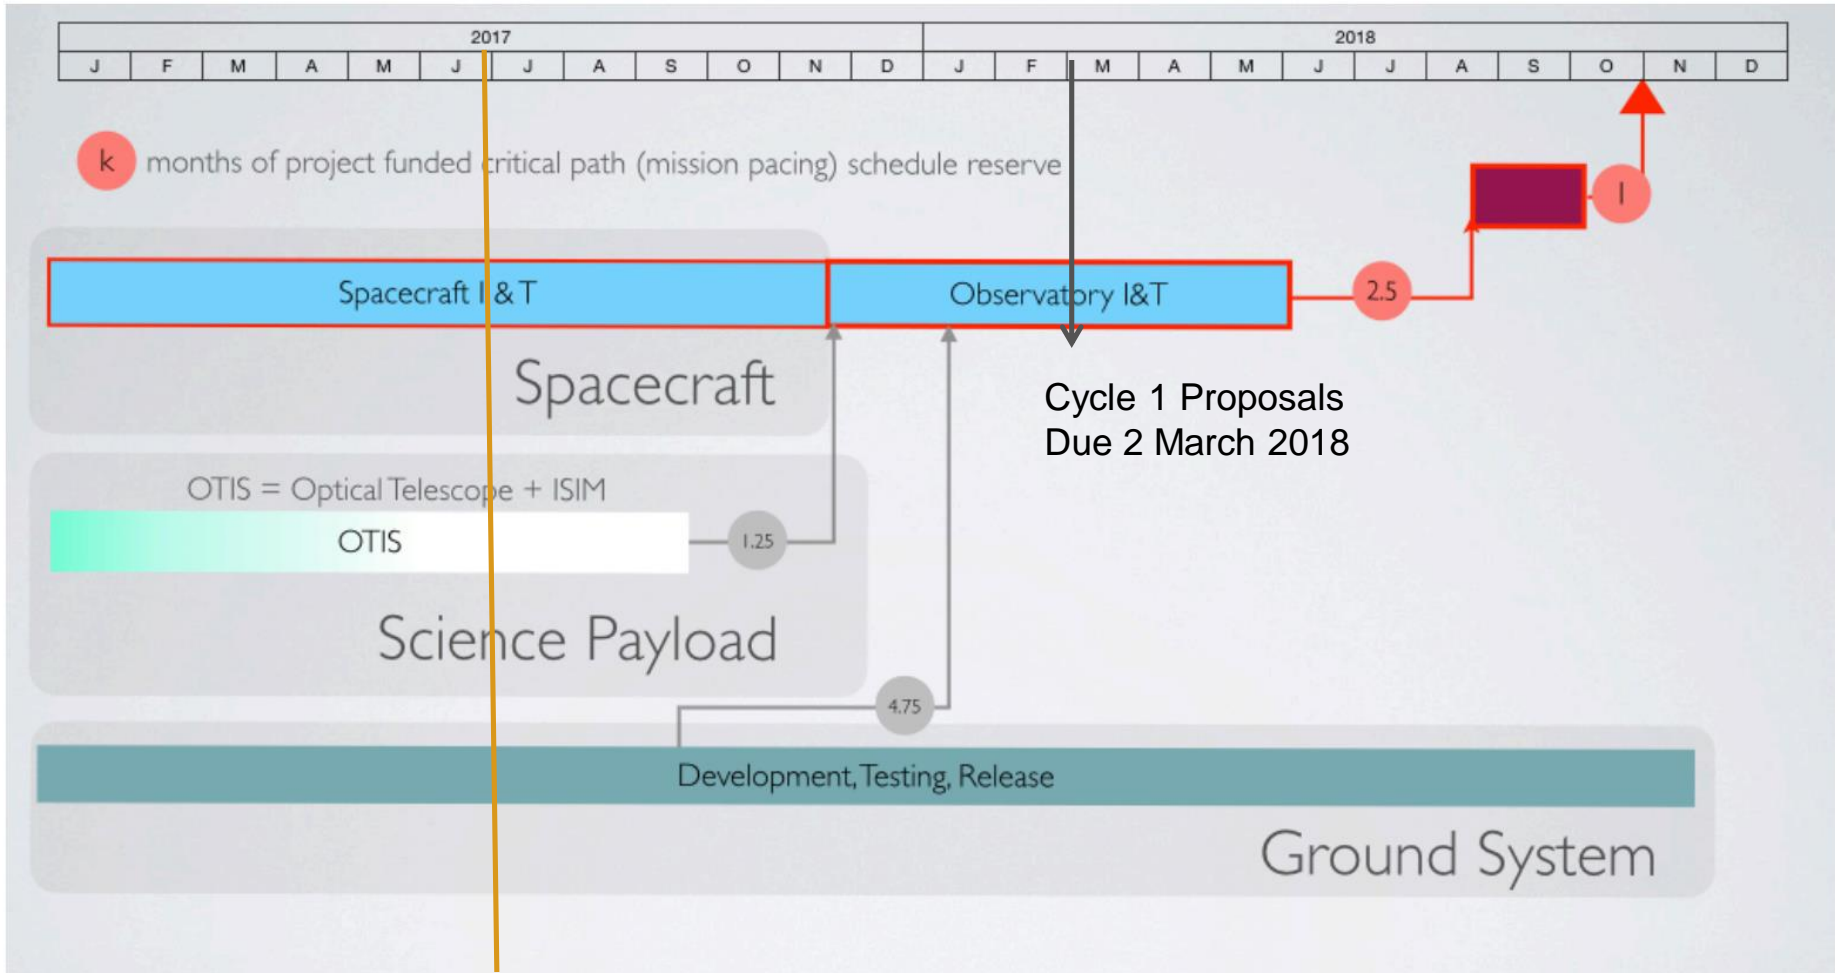 2017 2018
J F M A M J J A S O N D J F M A M J J A S O N D
k months of project funded critical path (mission pacing) schedule reserve
1
Spacecraft I & T
Observatory I&T
2.5
Spacecraft
Cycle 1 Proposals
Due 2 March 2018
OTIS = Optical Telescope + ISIM
OTIS
1.25
Science Payload
4.75
Development, Testing, Release
Ground System